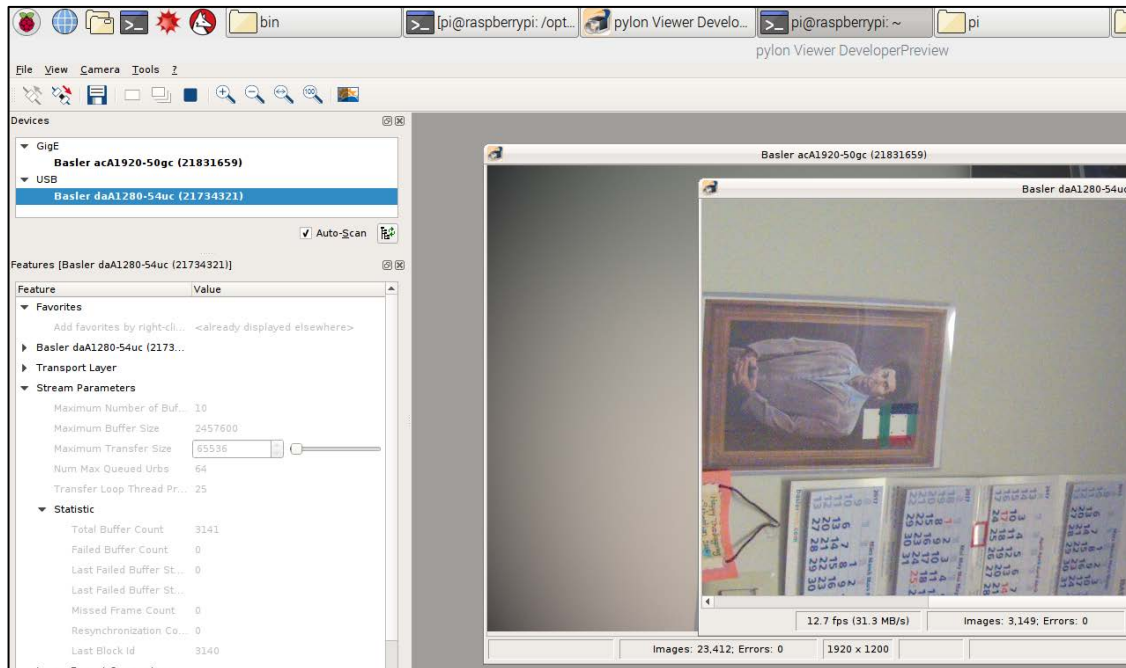 bin
[pi@raspberrypi: /opt...
pylon Viewer Develo...
pi@raspberrypi: ~
pi
pylon Viewer DeveloperPreview
File View Camera Tools ?
100
Devices
GigE
Basler acA1920-50gc (21831659)
USB
Basler daA1280-54uc (21734321)
Auto-Scan
Features [Basler daA1280-54uc (21734321)]
Feature Value
Favorites
Add favorites by right-cli... <already displayed elsewhere>
Basler daA1280-54uc (2173...
Transport Layer
Stream Parameters
Maximum Number of Buf... 10
Maximum Buffer Size 2457600
Maximum Transfer Size 65536
Num Max Queued Urbs 64
Transfer Loop Thread Pr... 25
Statistic
Total Buffer Count 3141
Failed Buffer Count 0
Last Failed Buffer St... 0
Last Failed Buffer St...
Missed Frame Count 0
Resynchronization Co... 0
Last Block Id 3140
Basler acA1920-50gc (21831659)
Basler daA1280-54uc
12.7 fps (31.3 MB/s)
Images: 3,149; Errors: 0
Images: 23,412; Errors: 0
1920 x 1200